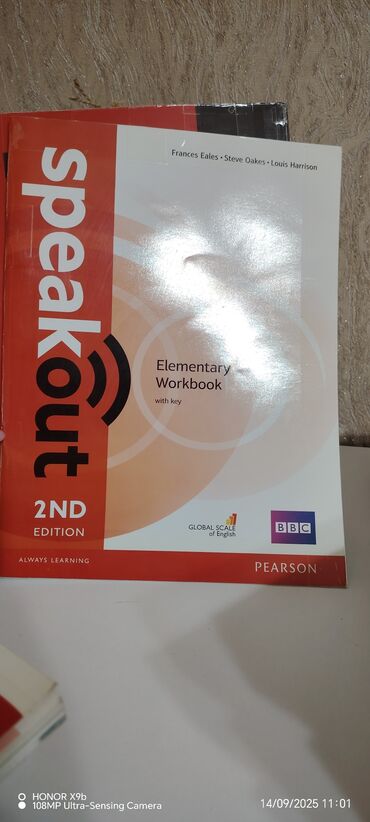 Frances Eales • Steve Oakes • Louis Harrison
speakout
Elementary
Workbook
with key
2ND
EDITION
GLOBAL SCALE
of English
BBC
ALWAYS LEARNING
PEARSON
HONOR X9b
108MP Ultra-Sensing Camera
14/09/2025 11:01